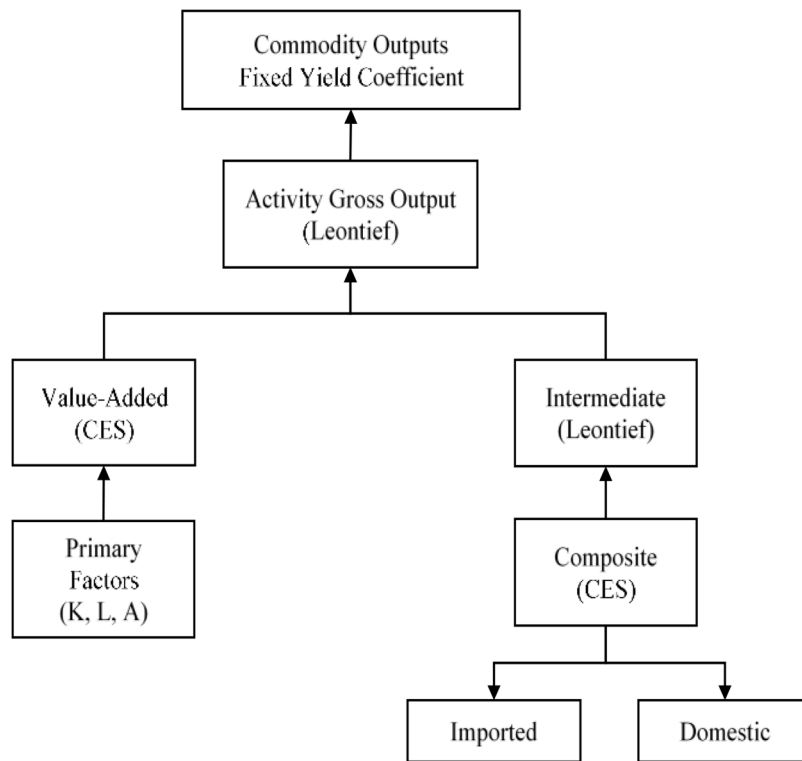 Commodity Outputs
Fixed Yield Coefficient
Activity Gross Output
(Leontief)
Value-Added
(CES)
Intermediate
(Leontief)
Primary
Factors
(K, L, A)
Composite
(CES)
Imported
Domestic